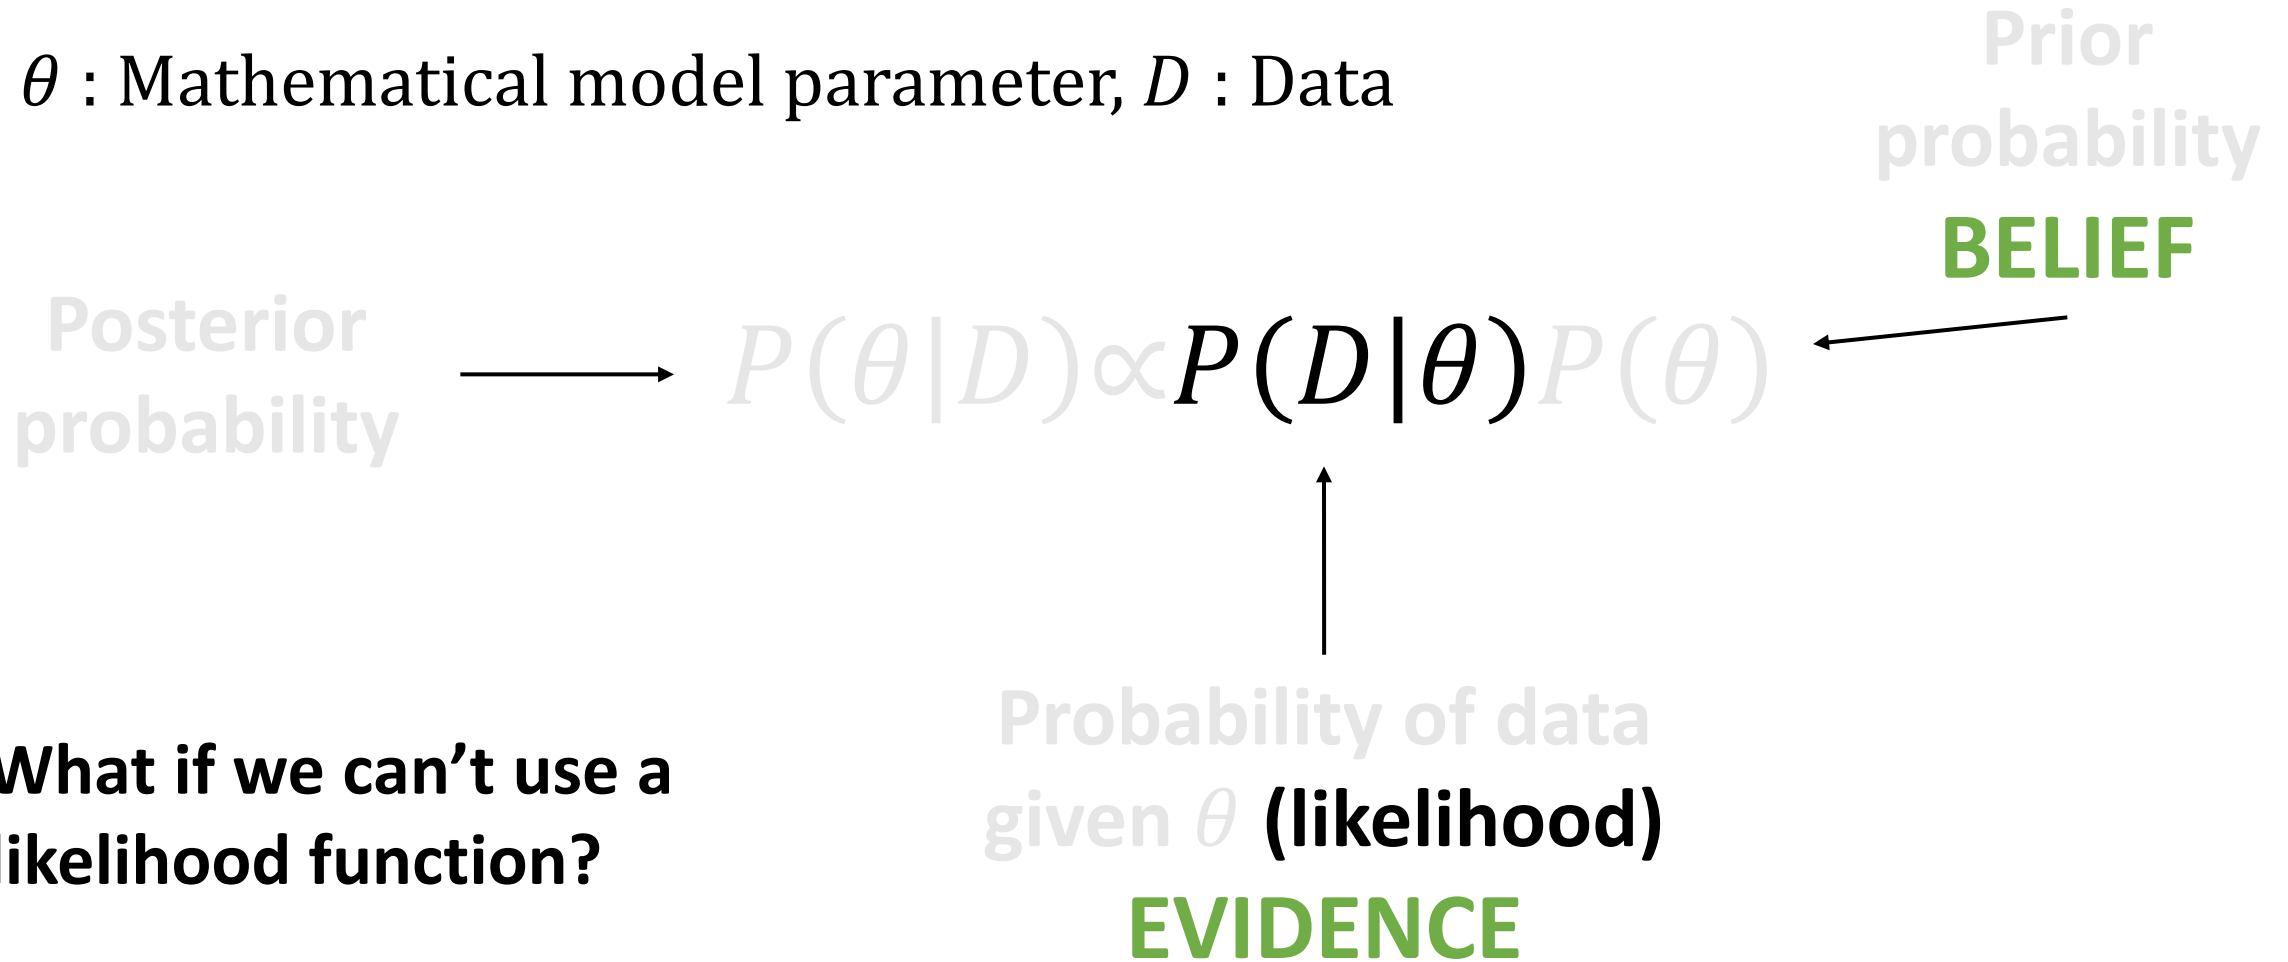 θ : Mathematical model parameter, D : Data
Prior
probability
BELIEF
Posterior
probability
P(θ|D)∝P(D|θ)P(θ)
Probability of data
given θ (likelihood)
EVIDENCE
What if we can’t use a
likelihood function?